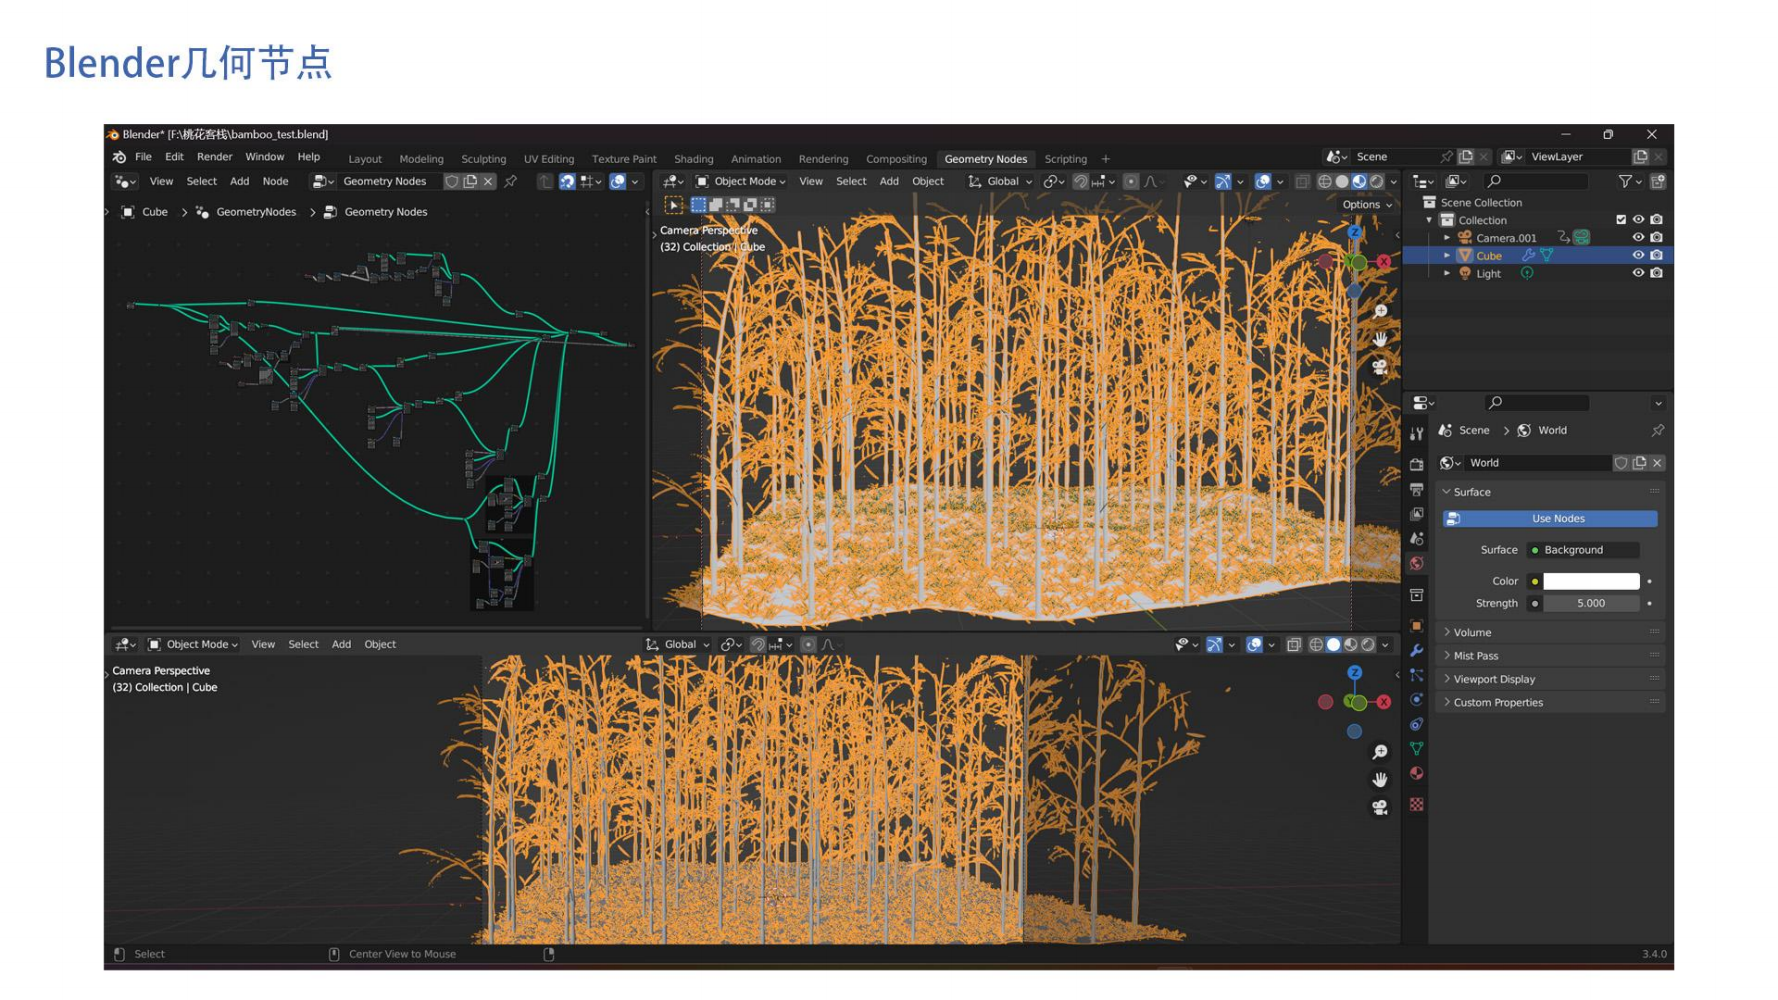 Blender几何节点
Blender* [F:\桃花客栈\bamboo_test.blend]
File Edit Render Window Help Layout Modeling Sculpting UV Editing Texture Paint Shading Animation Rendering Compositing Geometry Nodes Scripting + Scene ViewLayer
View Select Add Node Geometry Nodes Object Mode View Select Add Object Global
Cube > GeometryNodes > Geometry Nodes
Options
Camera Perspective
(32) Collection | Cube
Z
X
Scene Collection
Collection
Camera.001
Cube
Light
Scene > World
World
Surface
Use Nodes
Surface Background
Color
Strength 5.000
Volume
Mist Pass
Viewport Display
Custom Properties
Object Mode View Select Add Object Global
Camera Perspective
(32) Collection | Cube
Z
X
Select Center View to Mouse 3.4.0